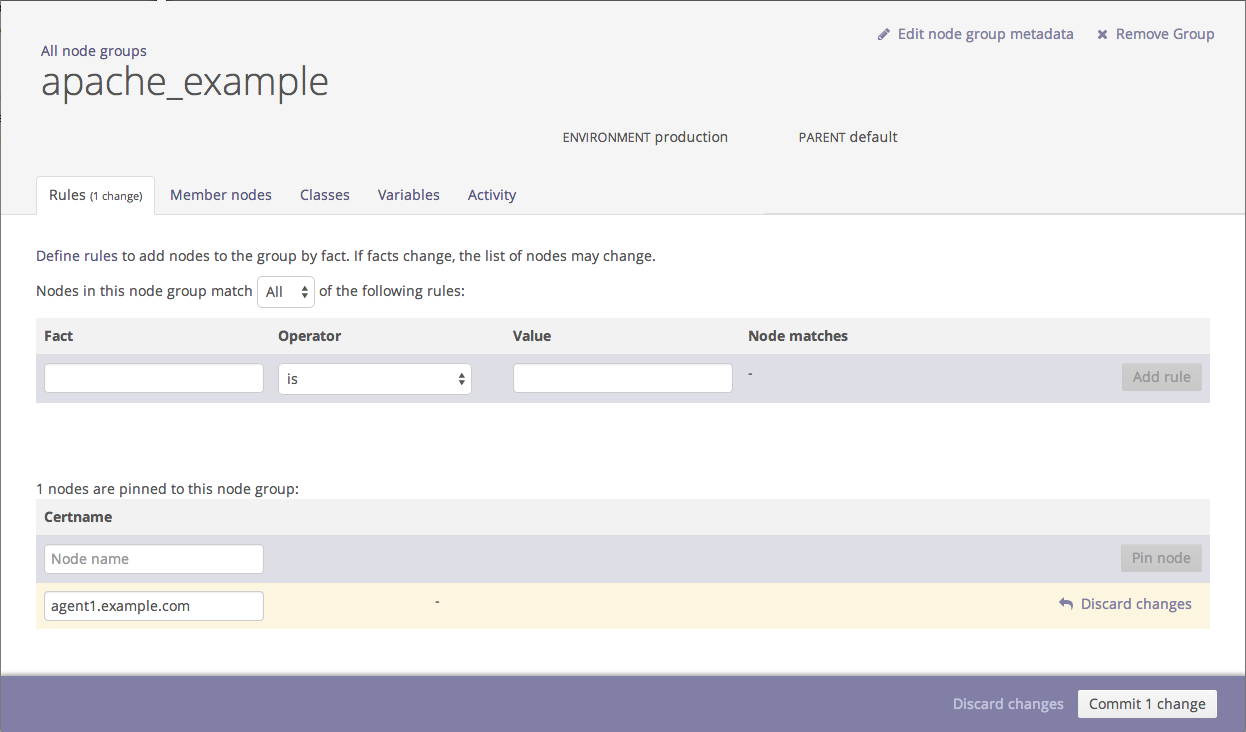 Edit node group metadata
Remove Group
All node groups
apache_example
ENVIRONMENT production
PARENT default
Rules (1 change)
Member nodes
Classes
Variables
Activity
Define rules to add nodes to the group by fact. If facts change, the list of nodes may change.
Nodes in this node group match All of the following rules:
Fact
Operator
Value
Node matches
is
-
Add rule
1 nodes are pinned to this node group:
Certname
Node name
Pin node
agent1.example.com
-
Discard changes
Discard changes
Commit 1 change